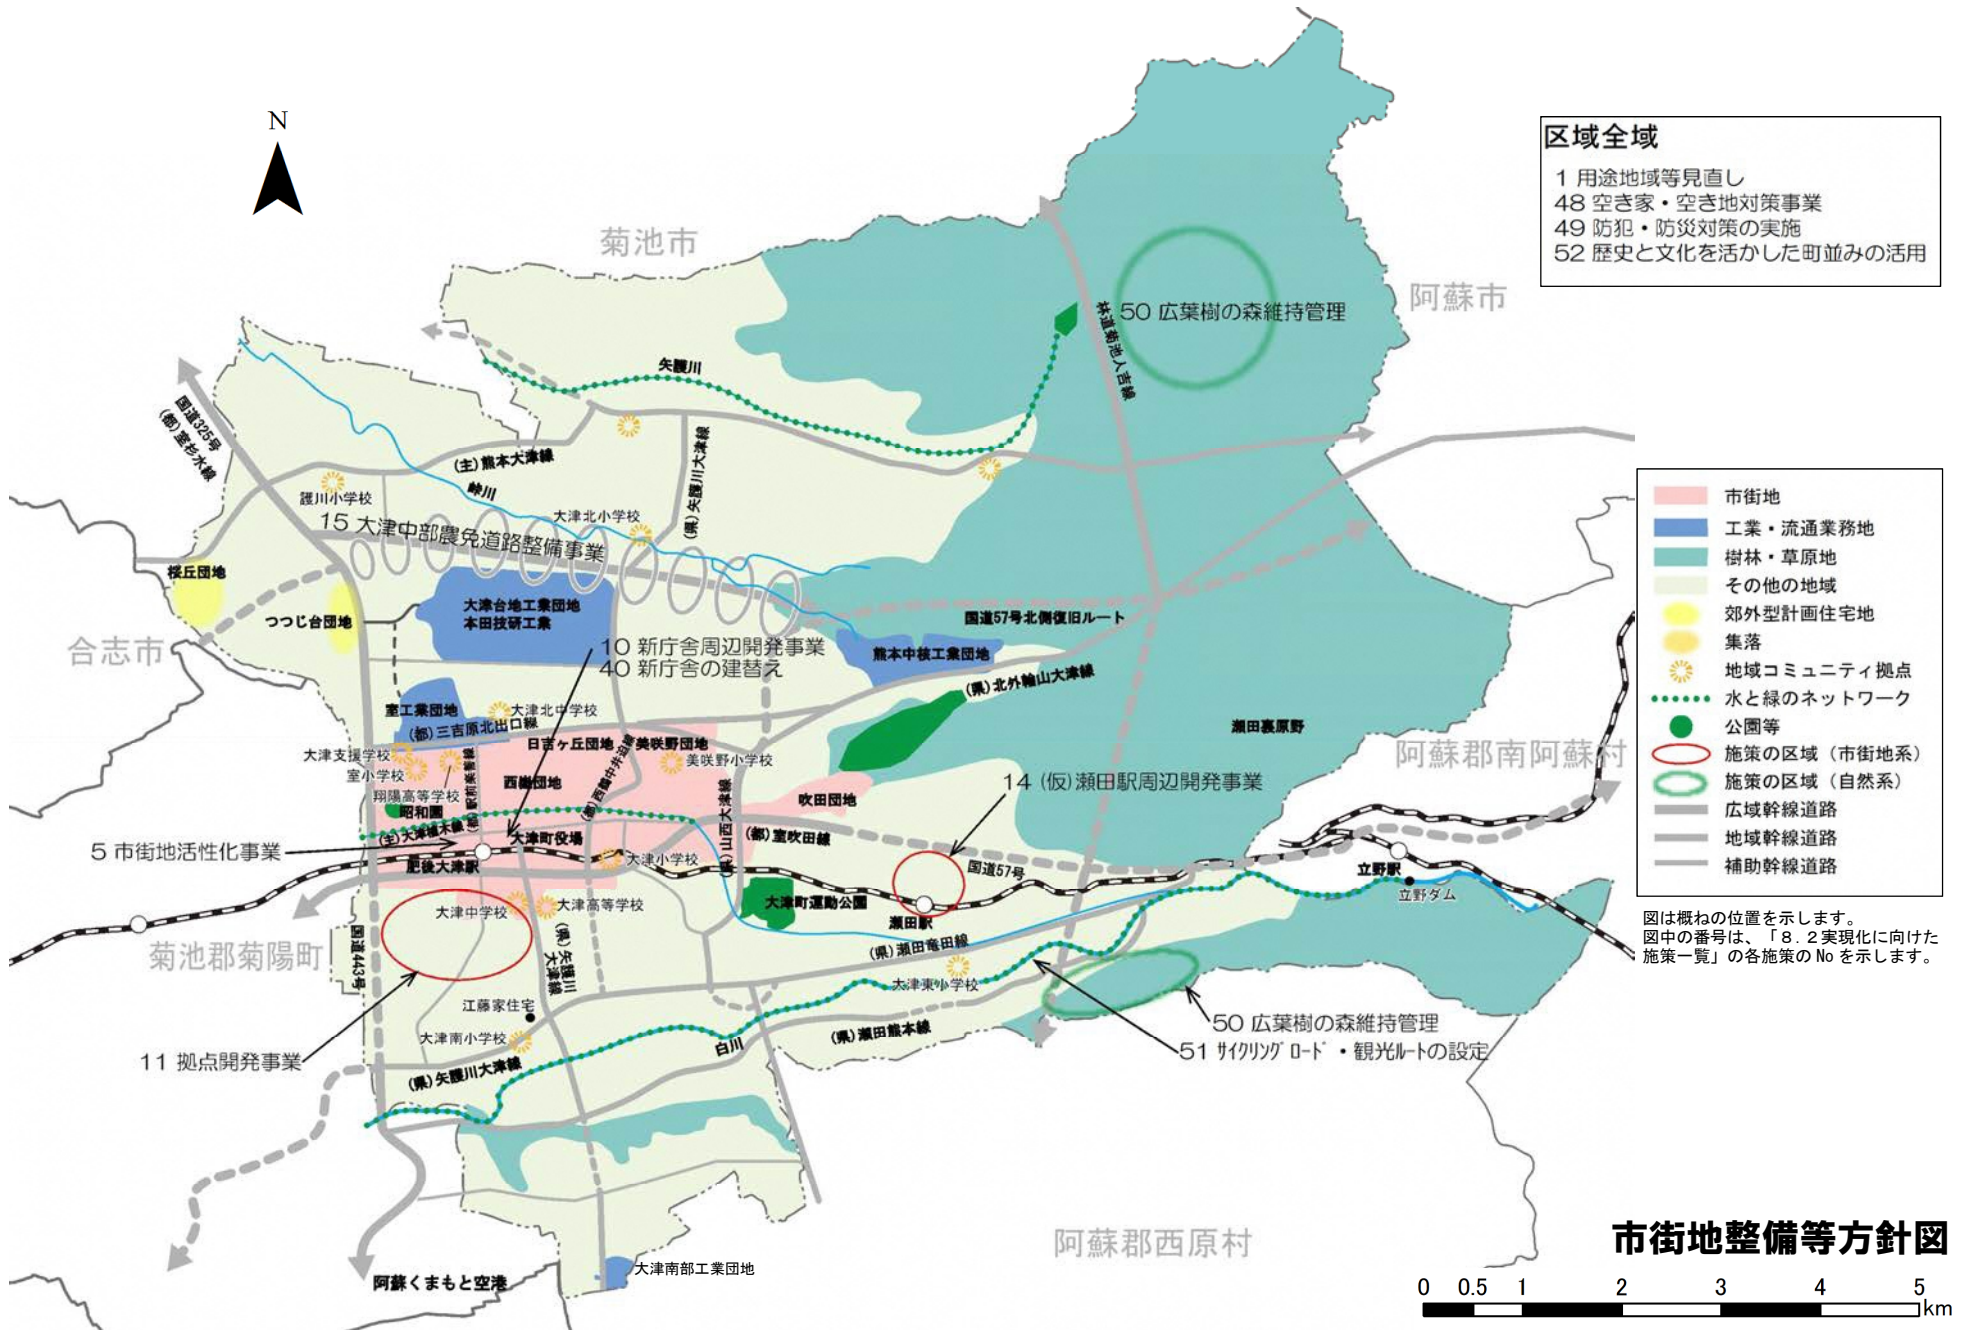 N
菊池市
阿蘇市
合志市
阿蘇郡南阿蘇村
菊池郡菊陽町
阿蘇郡西原村
区域全域
1 用途地域等見直し
48 空き家・空き地対策事業
49 防犯・防災対策の実施
52 歴史と文化を活かした町並みの活用
50 広葉樹の森維持管理
林道菊池人吉線
矢護川
国道325号
(都)室杉水線
(主)熊本大津線
(県)矢護川大津線
峠川
護川小学校
大津北小学校
15 大津中部農免道路整備事業
桜丘団地
つつじ台団地
大津台地工業団地
本田技研工業
10 新庁舎周辺開発事業
40 新庁舎の建替え
国道57号北側復旧ルート
熊本中核工業団地
(県)北外輪山大津線
瀬田裏原野
室工業団地
大津北中学校
(都)三吉原北出口線
日吉ヶ丘団地
美咲野団地
美咲野小学校
大津支援学校
室小学校
翔陽高等学校
西嶽団地
昭和園
(主)大津植木線
(都)駅前楽善線
大津町役場
吹田団地
14 (仮)瀬田駅周辺開発事業
5 市街地活性化事業
肥後大津駅
大津小学校
(県)山西大津線
(都)室吹田線
国道57号
大津中学校
大津高等学校
大津町運動公園
瀬田駅
立野駅
立野ダム
国道443号
(県)矢護川
大津線
(県)瀬田竜田線
大津東小学校
江藤家住宅
大津南小学校
11 拠点開発事業
(県)矢護川大津線
白川
(県)瀬田熊本線
50 広葉樹の森維持管理
51 ｻｲｸﾘﾝｸﾞﾛｰﾄﾞ・観光ﾙｰﾄの設定
大津南部工業団地
阿蘇くまもと空港
市街地
工業・流通業務地
樹林・草原地
その他の地域
郊外型計画住宅地
集落
地域コミュニティ拠点
水と緑のネットワーク
公園等
施策の区域（市街地系）
施策の区域（自然系）
広域幹線道路
地域幹線道路
補助幹線道路
図は概ねの位置を示します。
図中の番号は、「８.２実現化に向けた
施策一覧」の各施策の No を示します。
市街地整備等方針図
0 0.5 1 2 3 4 5
km